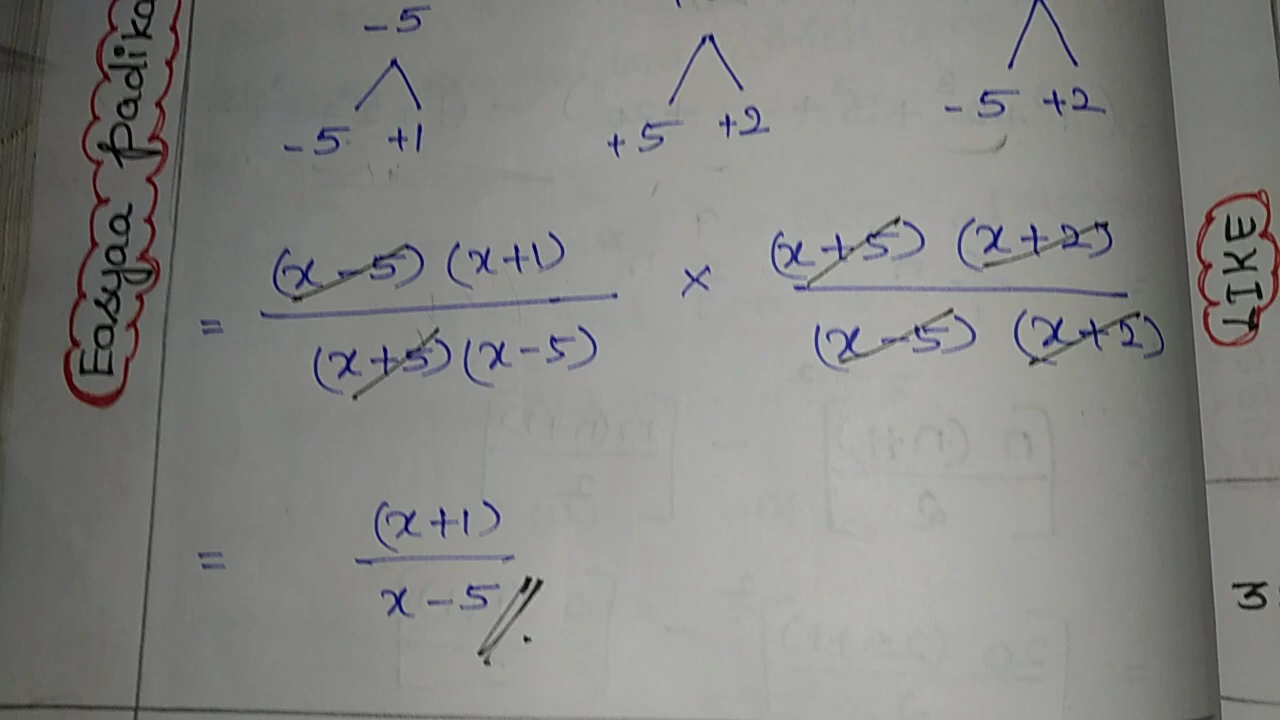 Easyaa Padika
-5
-5 +1
+5 +2
-5 +2
= (x-5)(x+1) / (x+5)(x-5) × (x+5)(x+2) / (x-5)(x+2)
= (x+1) / x-5 //.
LIKE
3